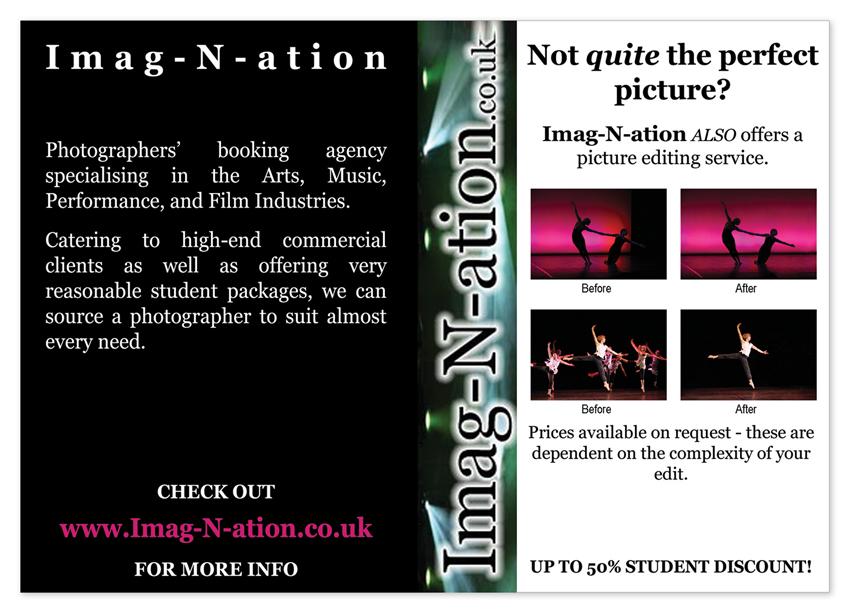 Imag-N-ation
Photographers' booking agency
specialising in the Arts, Music,
Performance, and Film Industries.
Catering to high-end commercial
clients as well as offering very
reasonable student packages, we can
source a photographer to suit almost
every need.
CHECK OUT
www.Imag-N-ation.co.uk
FOR MORE INFO
Imag-N-ation.co.uk
Not quite the perfect
picture?
Imag-N-ation ALSO offers a
picture editing service.
Before
After
Before
After
Prices available on request - these are
dependent on the complexity of your
edit.
UP TO 50% STUDENT DISCOUNT!